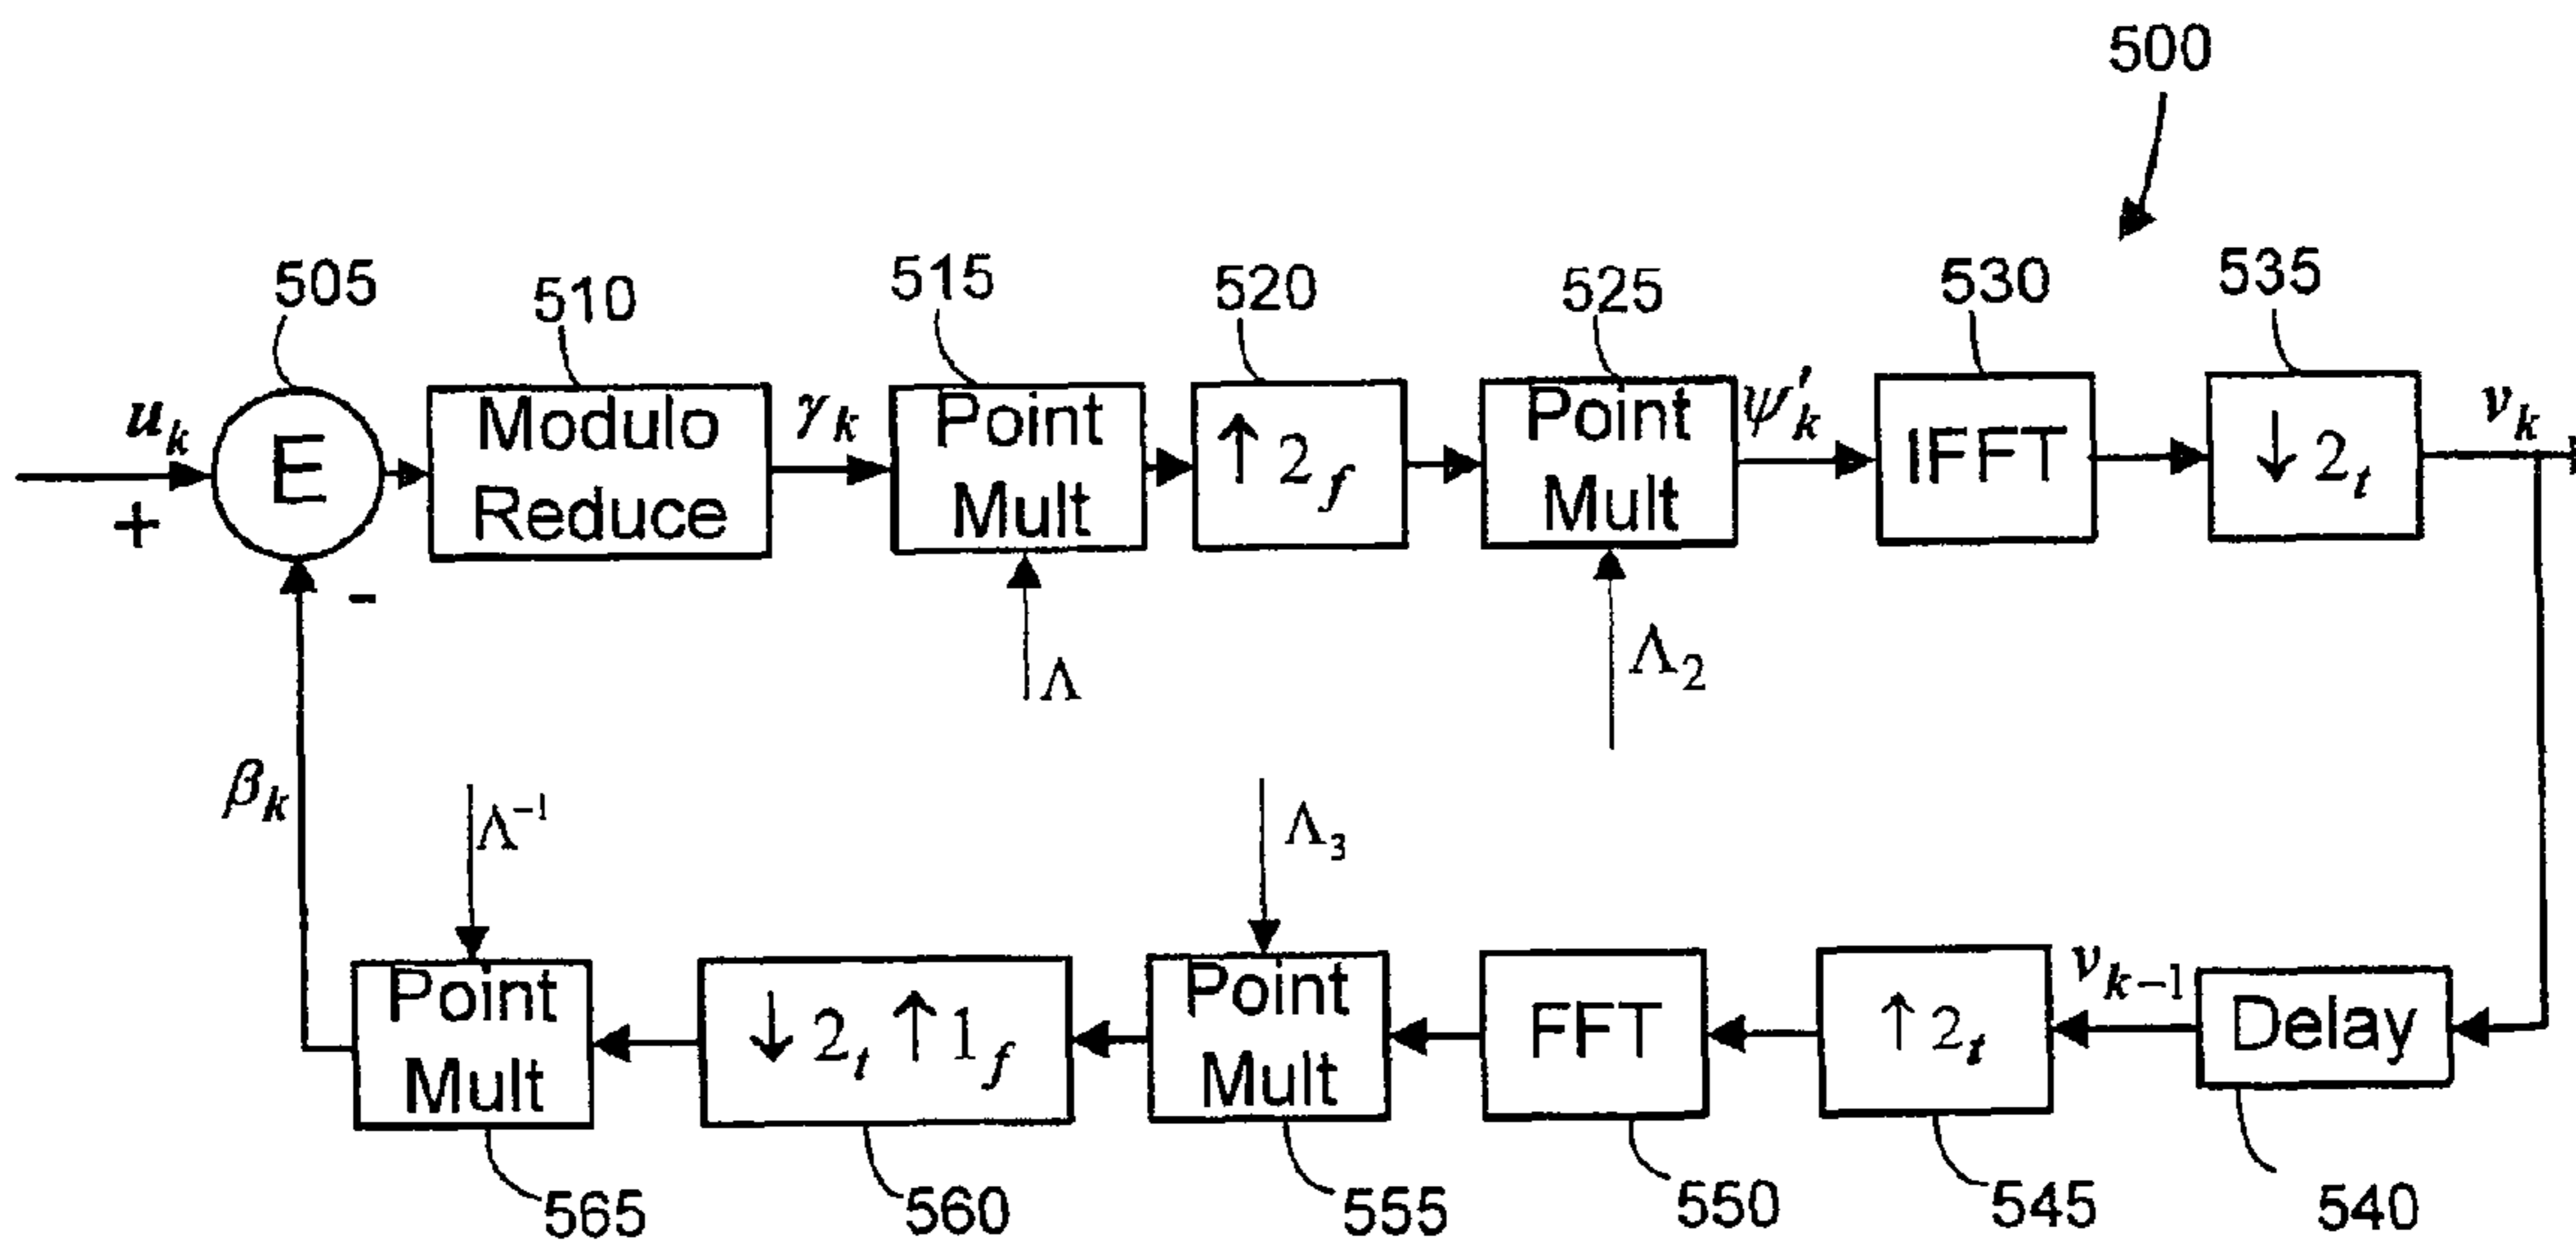 500
505
510
515
520
525
530
535
u_k
+
E
-
Modulo
Reduce
γ_k
Point
Mult
Λ
↑ 2_f
Point
Mult
Λ_2
ψ'_k
IFFT
↓ 2_t
v_k
β_k
Λ^{-1}
Point
Mult
↓ 2_t ↑ 1_f
Λ_3
Point
Mult
FFT
↑ 2_t
v_{k-1}
Delay
565
560
555
550
545
540